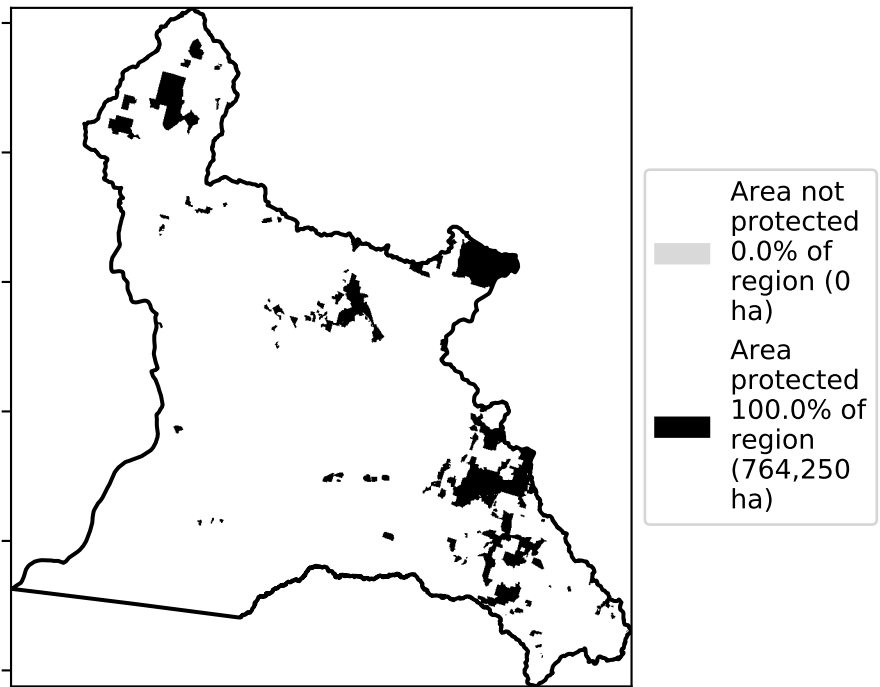 Area not
protected
0.0% of
region (0
ha)
Area
protected
100.0% of
region
(764,250
ha)